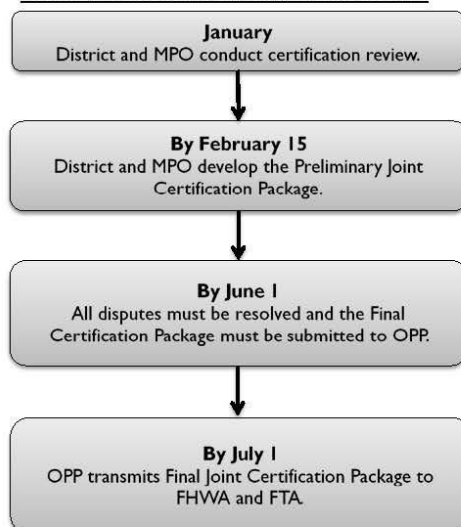 January
District and MPO conduct certification review.
By February 15
District and MPO develop the Preliminary Joint
Certification Package.
By June 1
All disputes must be resolved and the Final
Certification Package must be submitted to OPP.
By July 1
OPP transmits Final Joint Certification Package to
FHWA and FTA.